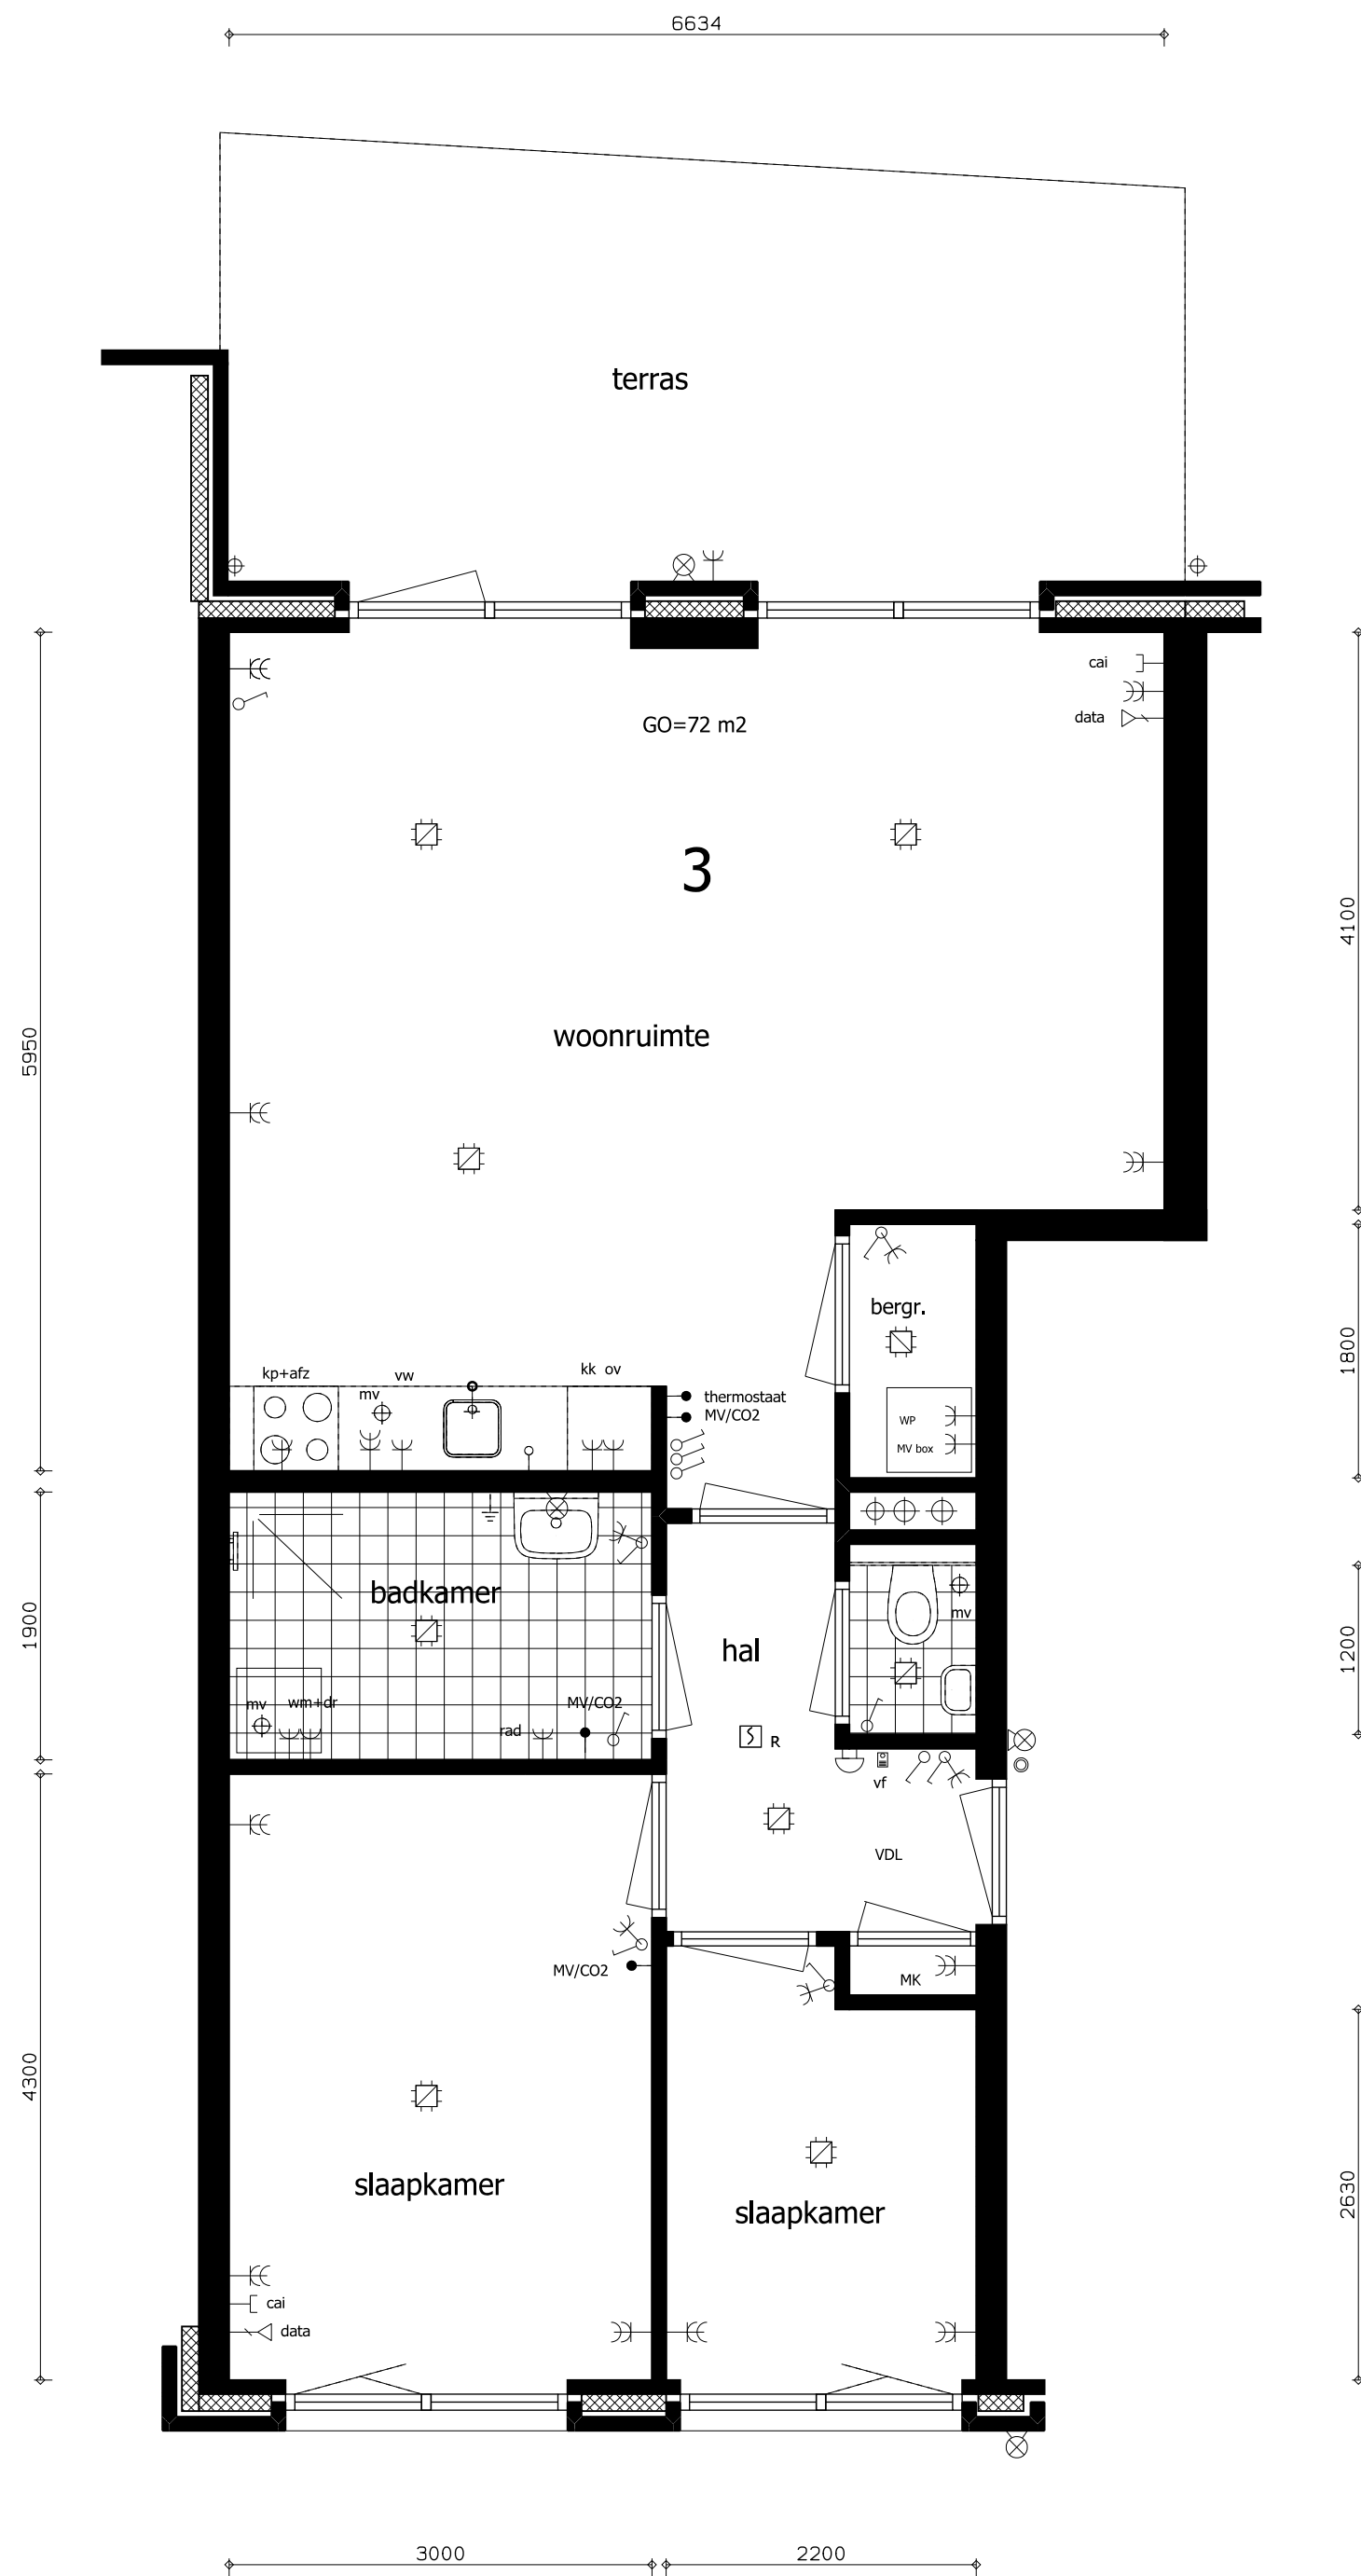 6634
terras
cai
data
GO=72 m2
3
4100
5950
woonruimte
bergr.
1800
kp+afz
vw
kk ov
mv
thermostaat
MV/CO2
WP
MV box
badkamer
1900
hal
mv
1200
mv
wm+dr
MV/CO2
rad
R
vf
VDL
MV/CO2
MK
4300
slaapkamer
slaapkamer
2630
cai
data
3000
2200